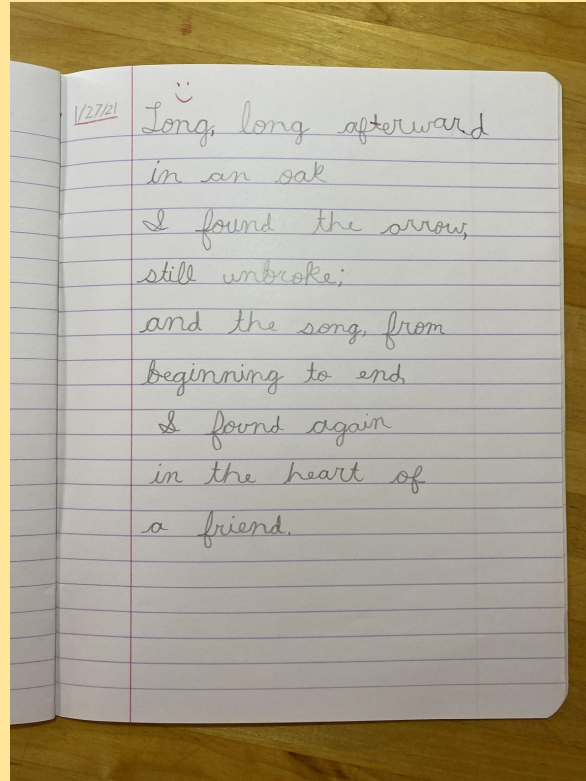 1/27/21
Long, long afterward
in an oak
I found the arrow,
still unbroke;
and the song, from
beginning to end,
I found again
in the heart of
a friend.